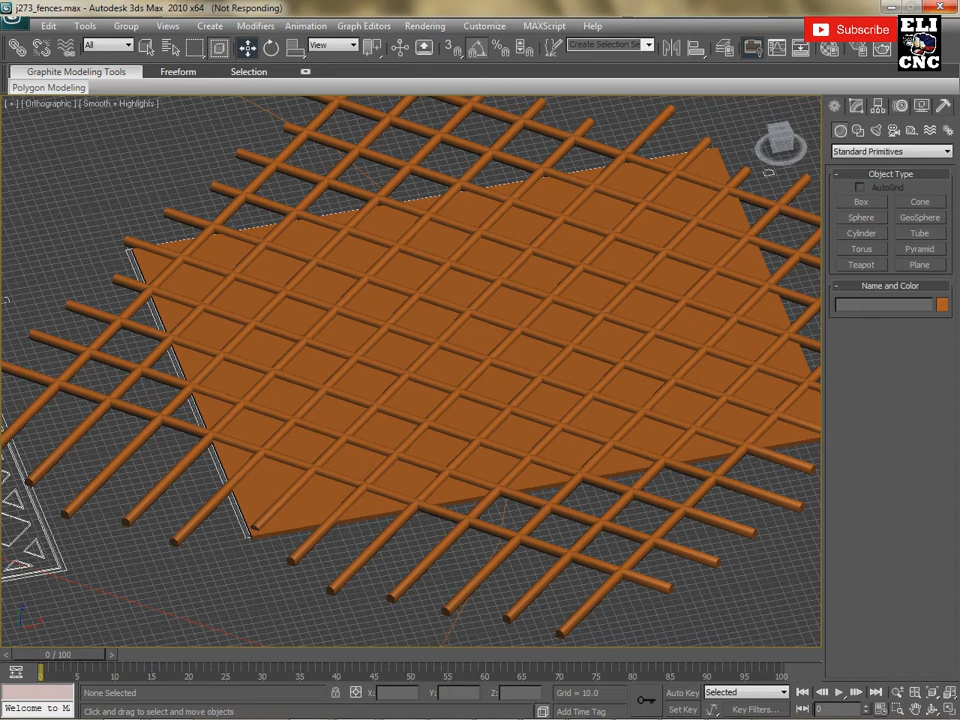 j273_fences.max - Autodesk 3ds Max 2010 x64 (Not Responding)
Edit Tools Group Views Create Modifiers Animation Graph Editors Rendering Customize MAXScript Help
Subscribe
ELI
CNC
All
View
3
Create Selection Se
Graphite Modeling Tools Freeform Selection
Polygon Modeling
[ + ] [ Orthographic ] [ Smooth + Highlights ]
Standard Primitives
- Object Type
AutoGrid
Box Cone
Sphere GeoSphere
Cylinder Tube
Torus Pyramid
Teapot Plane
- Name and Color
< 0 / 100 >
0 5 10 15 20 25 30 35 40 45 50 55 60 65 70 75 80 85 90 95 100
None Selected X: Y: Z: Grid = 10.0 Auto Key Selected
Welcome to M
Click and drag to select and move objects Add Time Tag Set Key Key Filters... 0